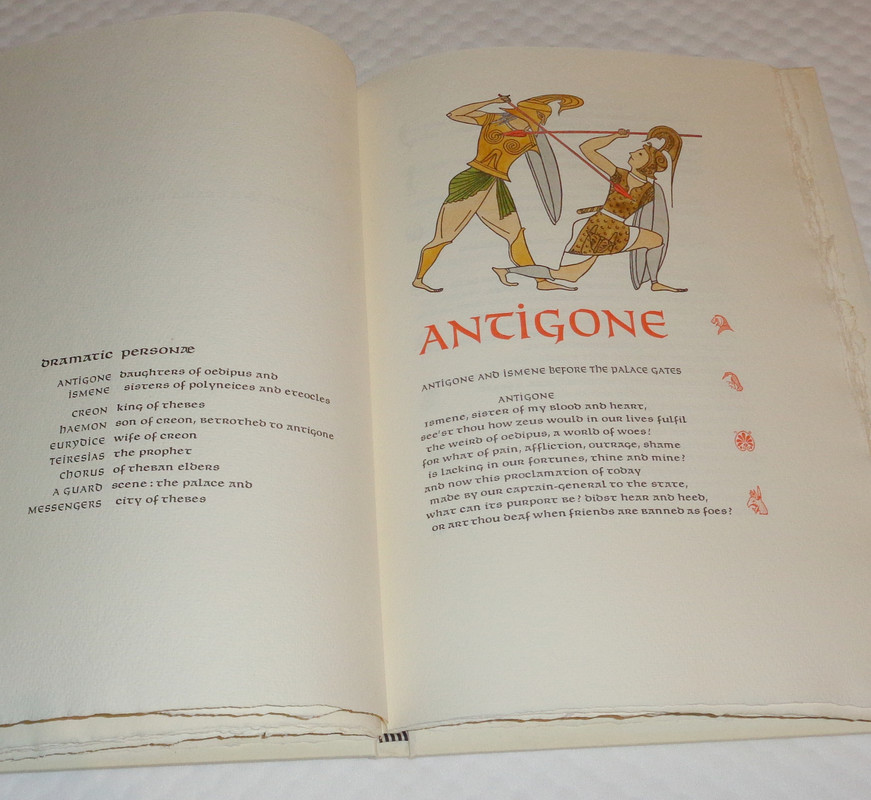 dramatic personae
antigone daughters of oedipus and
ismene sisters of polyneices and eteocles
creon king of thebes
haemon son of creon, betrothed to antigone
eurydice wife of creon
teiresias the prophet
chorus of theban elders
a guard scene: the palace and
messengers city of thebes
antigone
antigone and ismene before the palace gates
antigone
ismene, sister of my blood and heart,
see'st thou how zeus would in our lives fulfil
the weird of oedipus, a world of woes!
for what of pain, affliction, outrage, shame
is lacking in our fortunes, thine and mine?
and now this proclamation of today
made by our captain-general to the state,
what can its purport be? didst hear and heed,
or art thou deaf when friends are banned as foes?